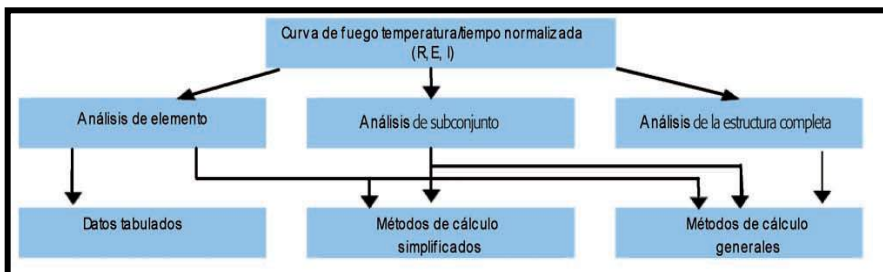 Curva de fuego temperatura/tiempo normalizada
(R, E, I)
Análisis de elemento
Análisis de subconjunto
Análisis de la estructura completa
Datos tabulados
Métodos de cálculo
simplificados
Métodos de cálculo
generales